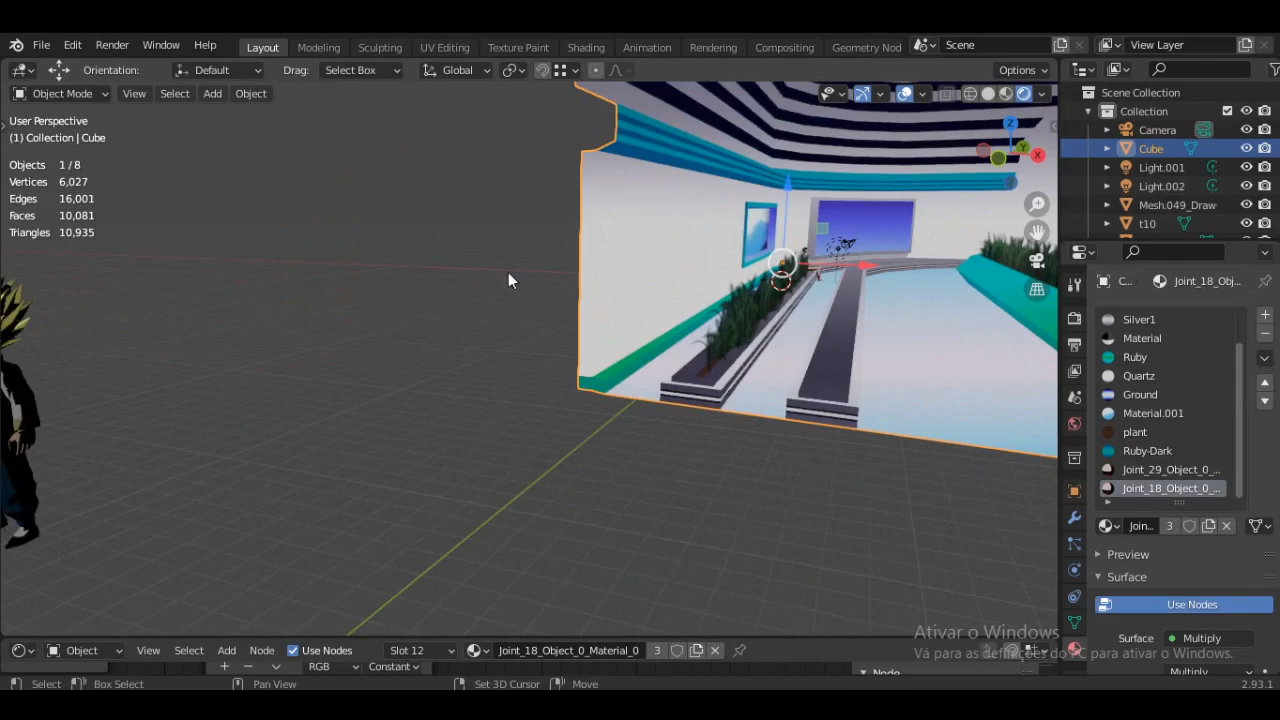 File Edit Render Window Help Layout Modeling Sculpting UV Editing Texture Paint Shading Animation Rendering Compositing Geometry Nod Scene View Layer
Orientation: Default Drag: Select Box Global Options
Object Mode View Select Add Object
Scene Collection
Collection
Camera
Cube
Light.001
Light.002
Mesh.049_Draw
t10
User Perspective
(1) Collection | Cube
Objects 1 / 8
Vertices 6,027
Edges 16,001
Faces 10,081
Triangles 10,935
Z
Y
X
C... Joint_18_Obj...
Silver1
Material
Ruby
Quartz
Ground
Material.001
plant
Ruby-Dark
Joint_29_Object_0_...
Joint_18_Object_0_...
Join... 3
Preview
Surface
Use Nodes
Surface Multiply
Multiply
Ativar o Windows
Vá para as definições do PC para ativar o Windows.
Object View Select Add Node Use Nodes Slot 12 Joint_18_Object_0_Material_0 3
RGB Constant Node
Select Box Select Pan View Set 3D Cursor Move 2.93.1